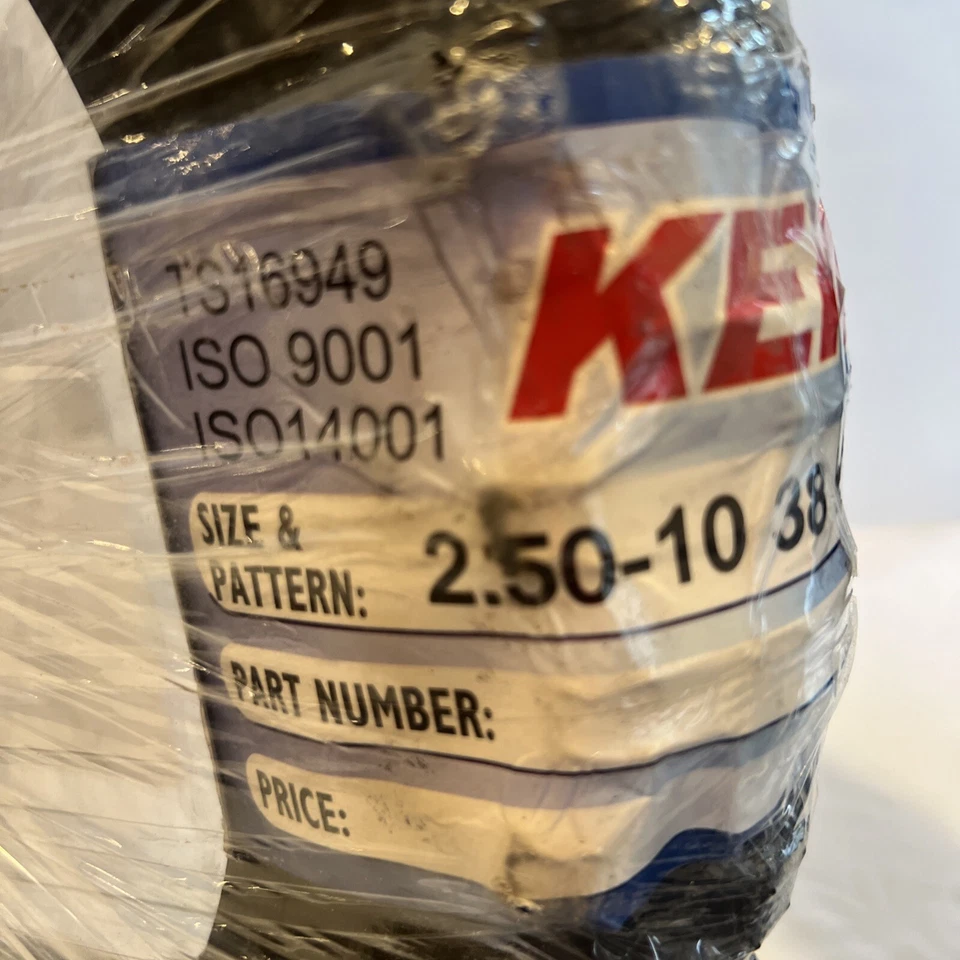 TS16949
ISO 9001
ISO14001
KE
SIZE &
PATTERN: 2.50-10 38
PART NUMBER:
PRICE: